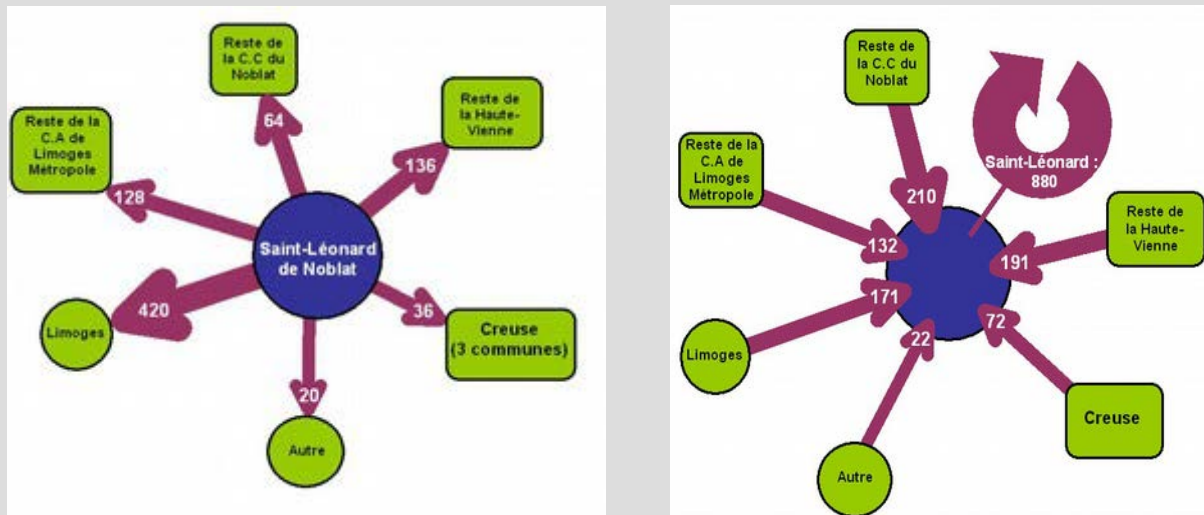 Reste de
la C.C du
Noblat
64
Reste de
la Haute-
Vienne
136
Reste de la
C.A de
Limoges
Métropole
128
Saint-Léonard
de Noblat
420
Limoges
36
Creuse
(3 communes)
20
Autre
Reste de
la C.C du
Noblat
210
Saint-Léonard :
880
Reste de la
C.A de
Limoges
Métropole
132
Reste de
la Haute-
Vienne
191
171
Limoges
72
Creuse
22
Autre